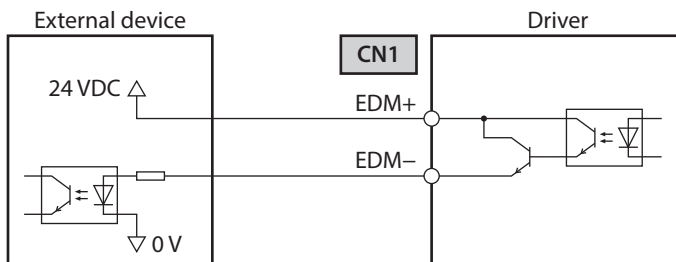 External device
Driver
CN1
24 VDC
EDM+
EDM−
0 V